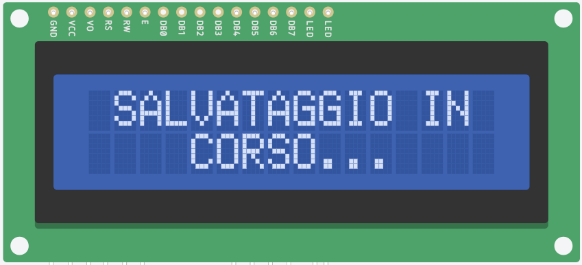 GND VCC VO RS RW E DB0 DB1 DB2 DB3 DB4 DB5 DB6 DB7 LED LED
SALVATAGGIO IN
CORSO...